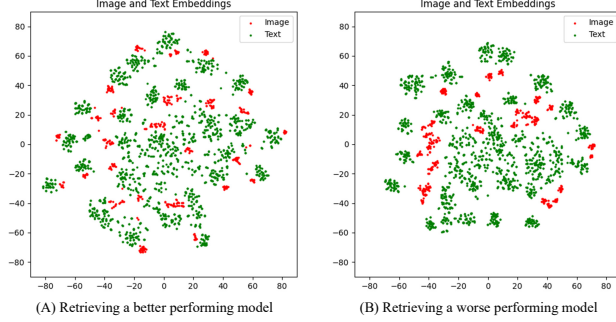 Image and Text Embeddings
Image
Text
80
60
40
20
0
−20
−40
−60
−80
−80 −60 −40 −20 0 20 40 60 80
(A) Retrieving a better performing model
Image and Text Embeddings
Image
Text
80
60
40
20
0
−20
−40
−60
−80
−80 −60 −40 −20 0 20 40 60 80
(B) Retrieving a worse performing model